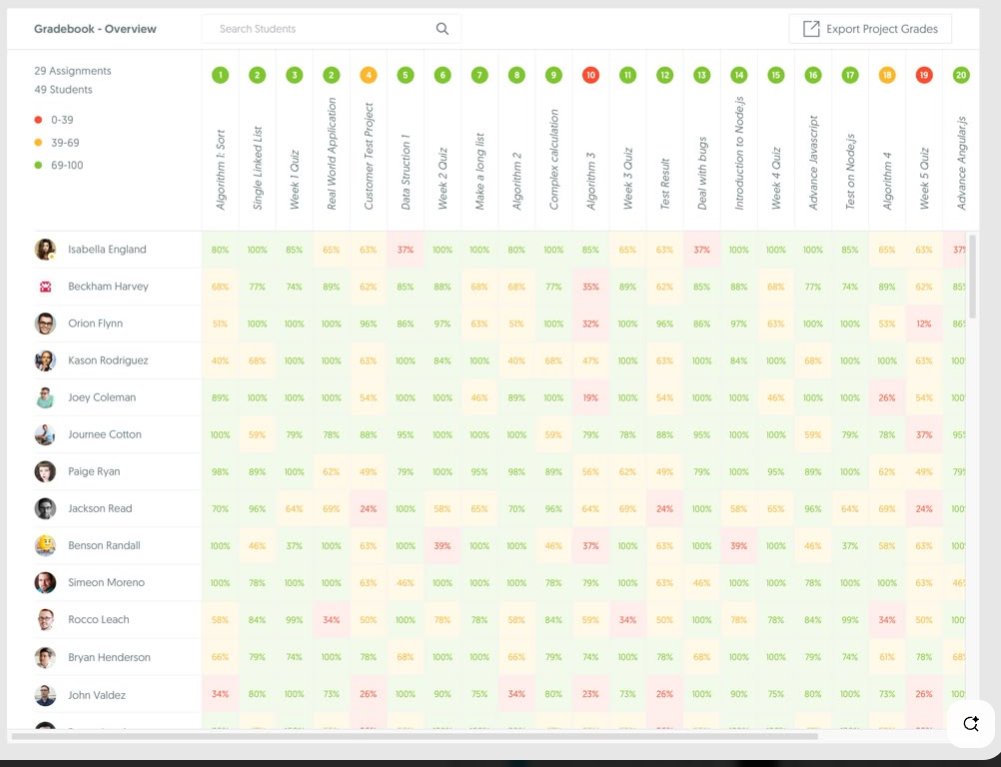 Gradebook - Overview
Search Students
Export Project Grades
29 Assignments
49 Students
0-39
39-69
69-100
1 2 3 2 4 5 6 7 8 9 10 11 12 13 14 15 16 17 18 19 20
Algorithm 1: Sort
Single Linked List
Week 1 Quiz
Real World Application
Customer Test Project
Data Struction 1
Week 2 Quiz
Make a long list
Algorithm 2
Complex calculation
Algorithm 3
Week 3 Quiz
Test Result
Deal with bugs
Introduction to Node.js
Week 4 Quiz
Advance Javascript
Test on Node.js
Algorithm 4
Week 5 Quiz
Advance Angular.js
Isabella England 80% 100% 85% 65% 63% 37% 100% 100% 80% 100% 85% 65% 63% 37% 100% 100% 100% 85% 65% 63% 37%
Beckham Harvey 68% 77% 74% 89% 62% 85% 88% 68% 68% 77% 35% 89% 62% 85% 88% 68% 77% 74% 89% 62% 85
Orion Flynn 51% 100% 100% 100% 96% 86% 97% 63% 51% 100% 32% 100% 96% 86% 97% 63% 100% 100% 53% 12% 86
Kason Rodriguez 40% 68% 100% 100% 63% 100% 84% 100% 40% 68% 47% 100% 63% 100% 84% 100% 68% 100% 100% 63% 100
Joey Coleman 89% 100% 100% 100% 54% 100% 100% 46% 89% 100% 19% 100% 54% 100% 100% 46% 100% 100% 26% 54% 100
Journee Cotton 100% 59% 79% 78% 88% 95% 100% 100% 100% 59% 79% 78% 88% 95% 100% 100% 59% 79% 78% 37% 95
Paige Ryan 98% 89% 100% 62% 49% 79% 100% 95% 98% 89% 56% 62% 49% 79% 100% 95% 89% 100% 62% 49% 79
Jackson Read 70% 96% 64% 69% 24% 100% 58% 65% 70% 96% 64% 69% 24% 100% 58% 65% 96% 64% 69% 24% 100
Benson Randall 100% 46% 37% 100% 63% 100% 39% 100% 100% 46% 37% 100% 63% 100% 39% 100% 46% 37% 58% 63% 100
Simeon Moreno 100% 78% 100% 100% 63% 46% 100% 100% 100% 78% 79% 100% 63% 46% 100% 100% 78% 100% 100% 63% 46
Rocco Leach 58% 84% 99% 34% 50% 100% 78% 78% 58% 84% 59% 34% 50% 100% 78% 78% 84% 99% 34% 50% 100
Bryan Henderson 66% 79% 74% 100% 78% 68% 100% 100% 66% 79% 74% 100% 78% 68% 100% 100% 79% 74% 61% 78% 68
John Valdez 34% 80% 100% 73% 26% 100% 90% 75% 34% 80% 23% 73% 26% 100% 90% 75% 80% 100% 73% 26% 100